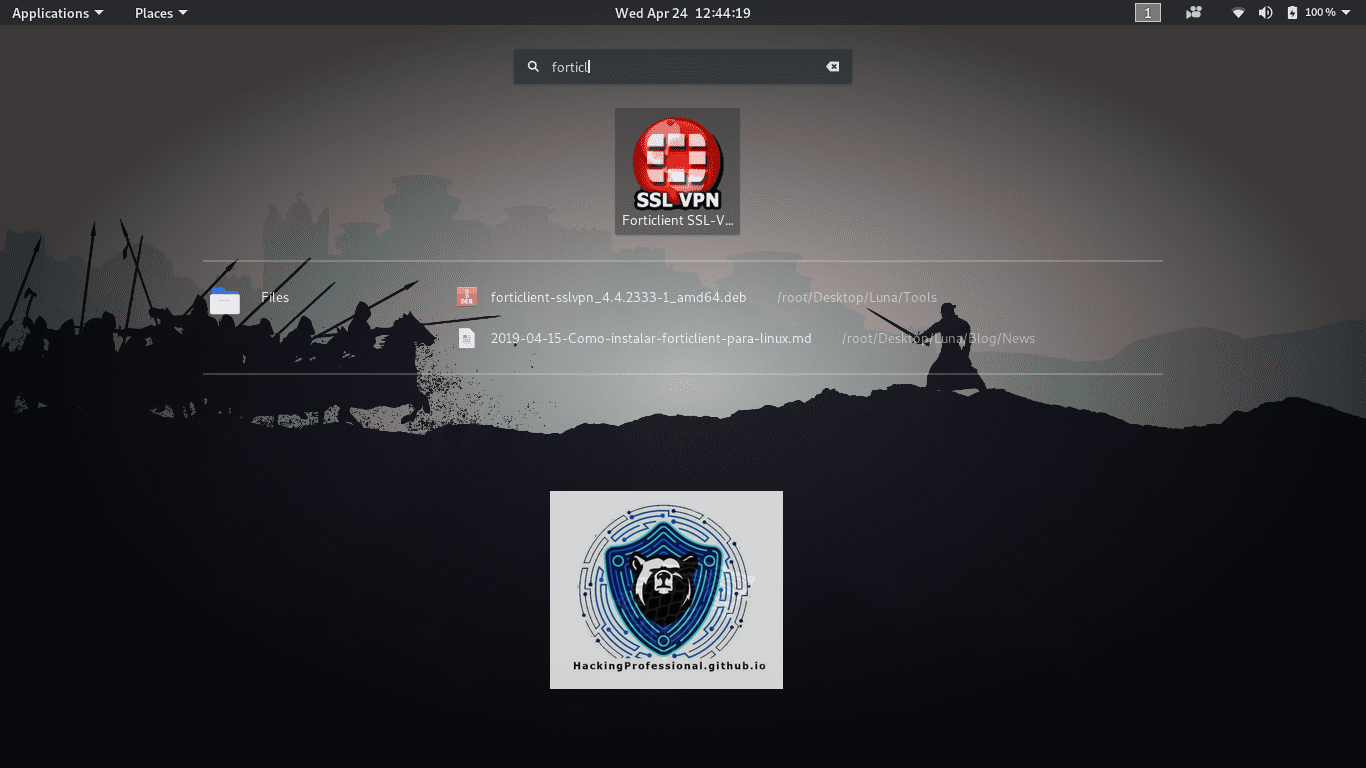 Applications Places Wed Apr 24 12:44:19 1 100 %
forticl
SSL VPN
Forticlient SSL-V...
Files forticlient-sslvpn_4.4.2333-1_amd64.deb /root/Desktop/Luna/Tools
DEB
2019-04-15-Como-instalar-forticlient-para-linux.md /root/Desktop/Luna/Blog/News
HackingProfessional.github.io